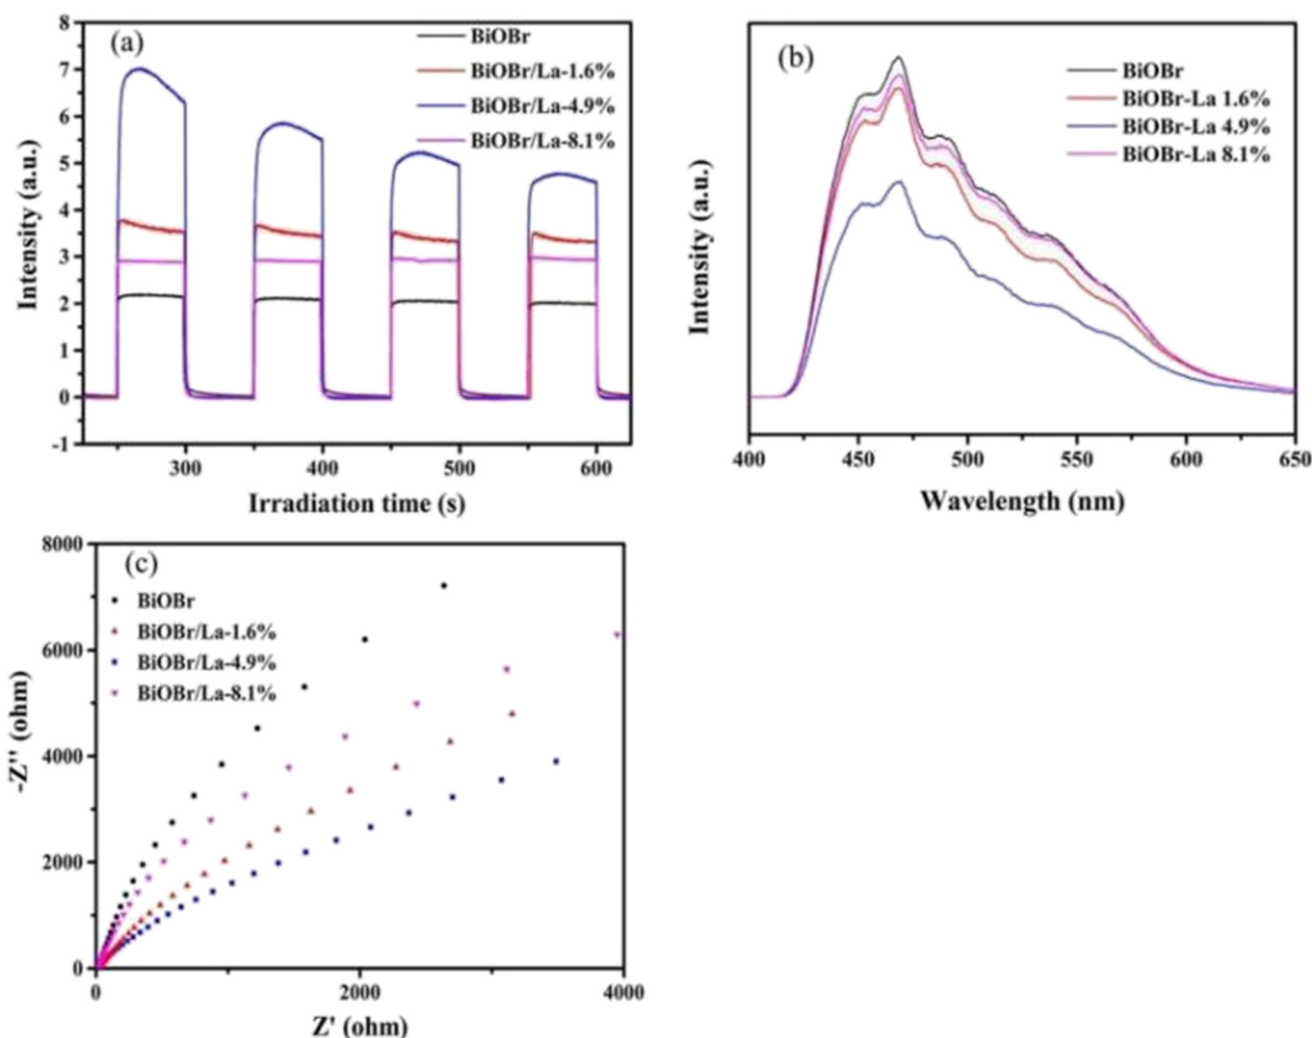 (a)
BiOBr
BiOBr/La-1.6%
BiOBr/La-4.9%
BiOBr/La-8.1%
8
7
6
5
4
3
2
1
0
-1
Intensity (a.u.)
300
400
500
600
Irradiation time (s)
(b)
BiOBr
BiOBr-La 1.6%
BiOBr-La 4.9%
BiOBr-La 8.1%
Intensity (a.u.)
400
450
500
550
600
650
Wavelength (nm)
(c)
BiOBr
BiOBr/La-1.6%
BiOBr/La-4.9%
BiOBr/La-8.1%
8000
6000
4000
2000
0
-Z'' (ohm)
0
2000
4000
Z' (ohm)